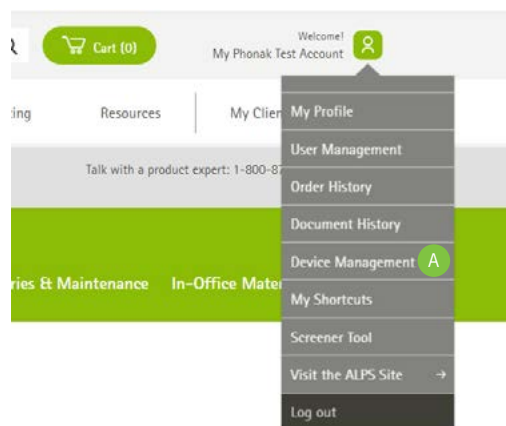 Welcome!
Cart (0)
My Phonak Test Account
Resources
My Clien
My Profile
User Management
Talk with a product expert: 1-800-87
Order History
Document History
Device Management A
ries & Maintenance In-Office Mater
My Shortcuts
Screener Tool
Visit the ALPS Site →
Log out